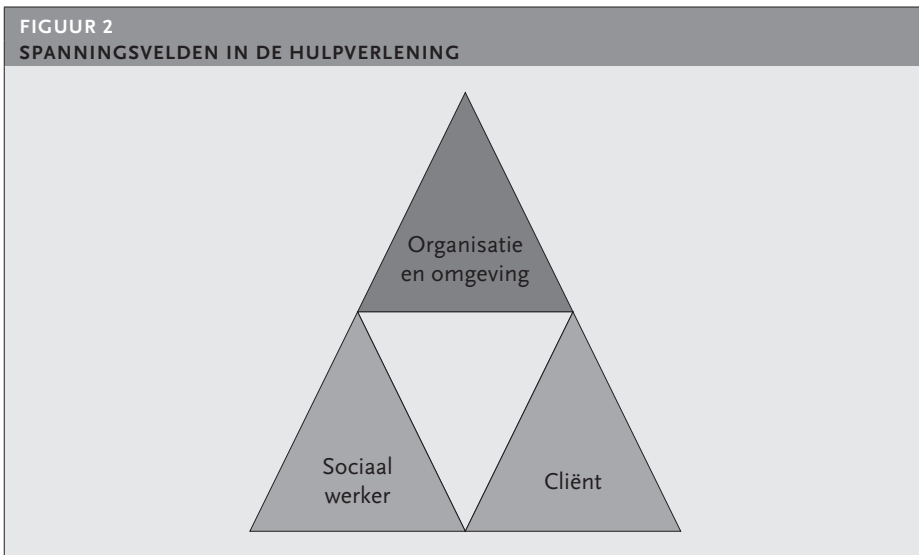 FIGUUR 2
SPANNINGSVELDEN IN DE HULPVERLENING
Organisatie
en omgeving
Sociaal
werker
Cliënt